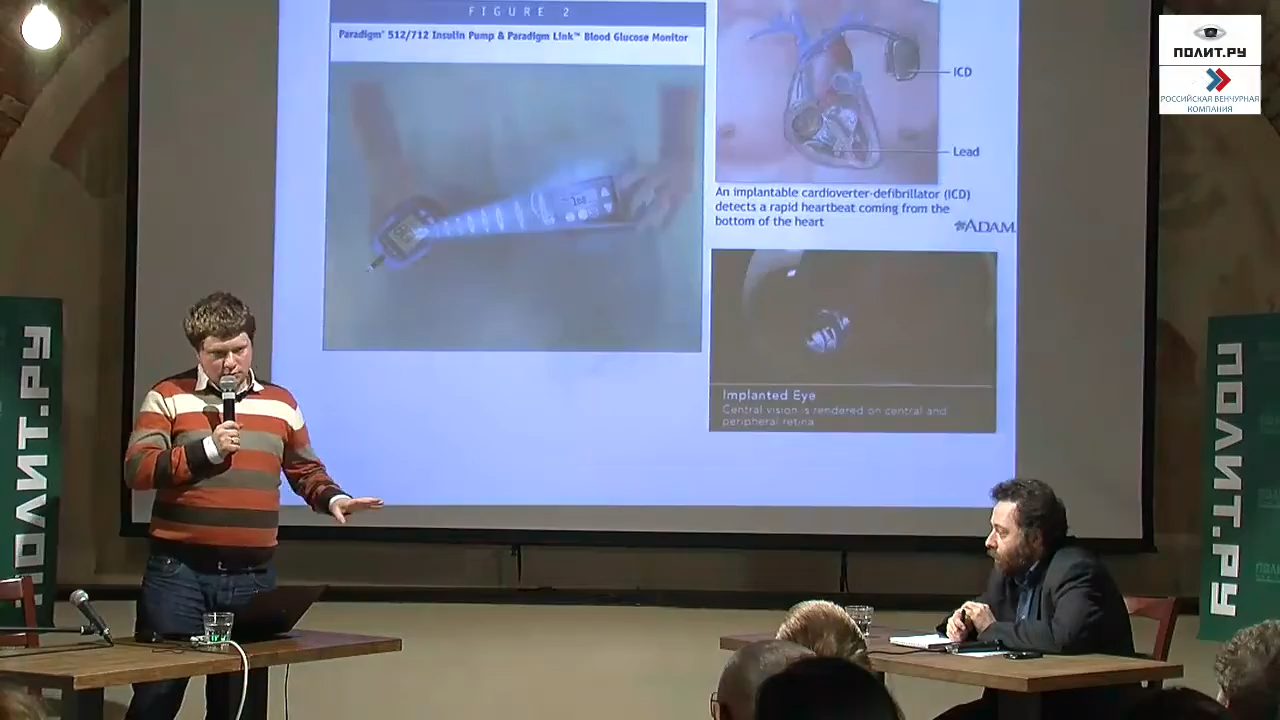 FIGURE 2
Paradigm® 512/712 Insulin Pump & Paradigm Link™ Blood Glucose Monitor
ICD
Lead
An implantable cardioverter-defibrillator (ICD)
detects a rapid heartbeat coming from the
bottom of the heart
ADAM
Implanted Eye
Central vision is rendered on central and
peripheral retina
ПОЛИТ.РУ
РОССИЙСКАЯ ВЕНЧУРНАЯ
КОМПАНИЯ
ПОЛИТ.РУ
ПОЛИТ.РУ